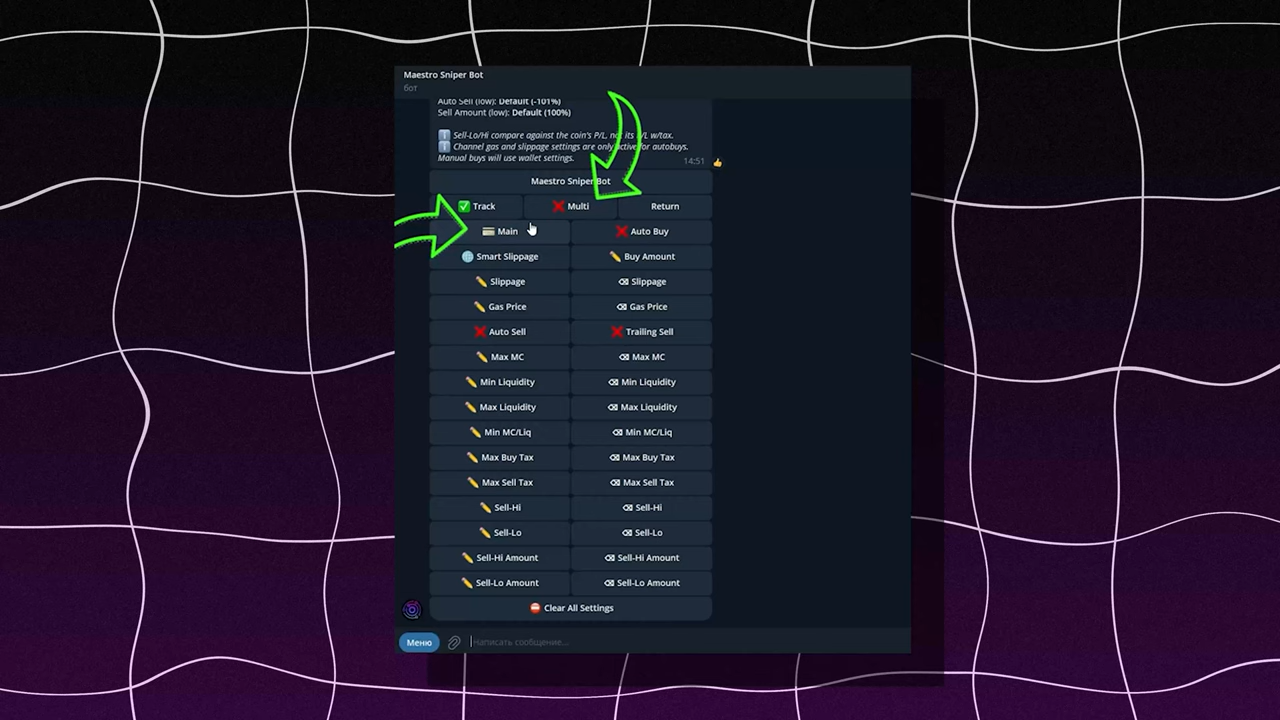 Maestro Sniper Bot
бот
Auto Sell (low): Default (-101%)
Sell Amount (low): Default (100%)
Sell-Lo/Hi compare against the coin's P/L, not its P/L w/tax.
Channel gas and slippage settings are only active for autobuys.
Manual buys will use wallet settings.
14:51
Maestro Sniper Bot
Track Multi Return
Main Auto Buy
Smart Slippage Buy Amount
Slippage Slippage
Gas Price Gas Price
Auto Sell Trailing Sell
Max MC Max MC
Min Liquidity Min Liquidity
Max Liquidity Max Liquidity
Min MC/Liq Min MC/Liq
Max Buy Tax Max Buy Tax
Max Sell Tax Max Sell Tax
Sell-Hi Sell-Hi
Sell-Lo Sell-Lo
Sell-Hi Amount Sell-Hi Amount
Sell-Lo Amount Sell-Lo Amount
Clear All Settings
Меню Написать сообщение...